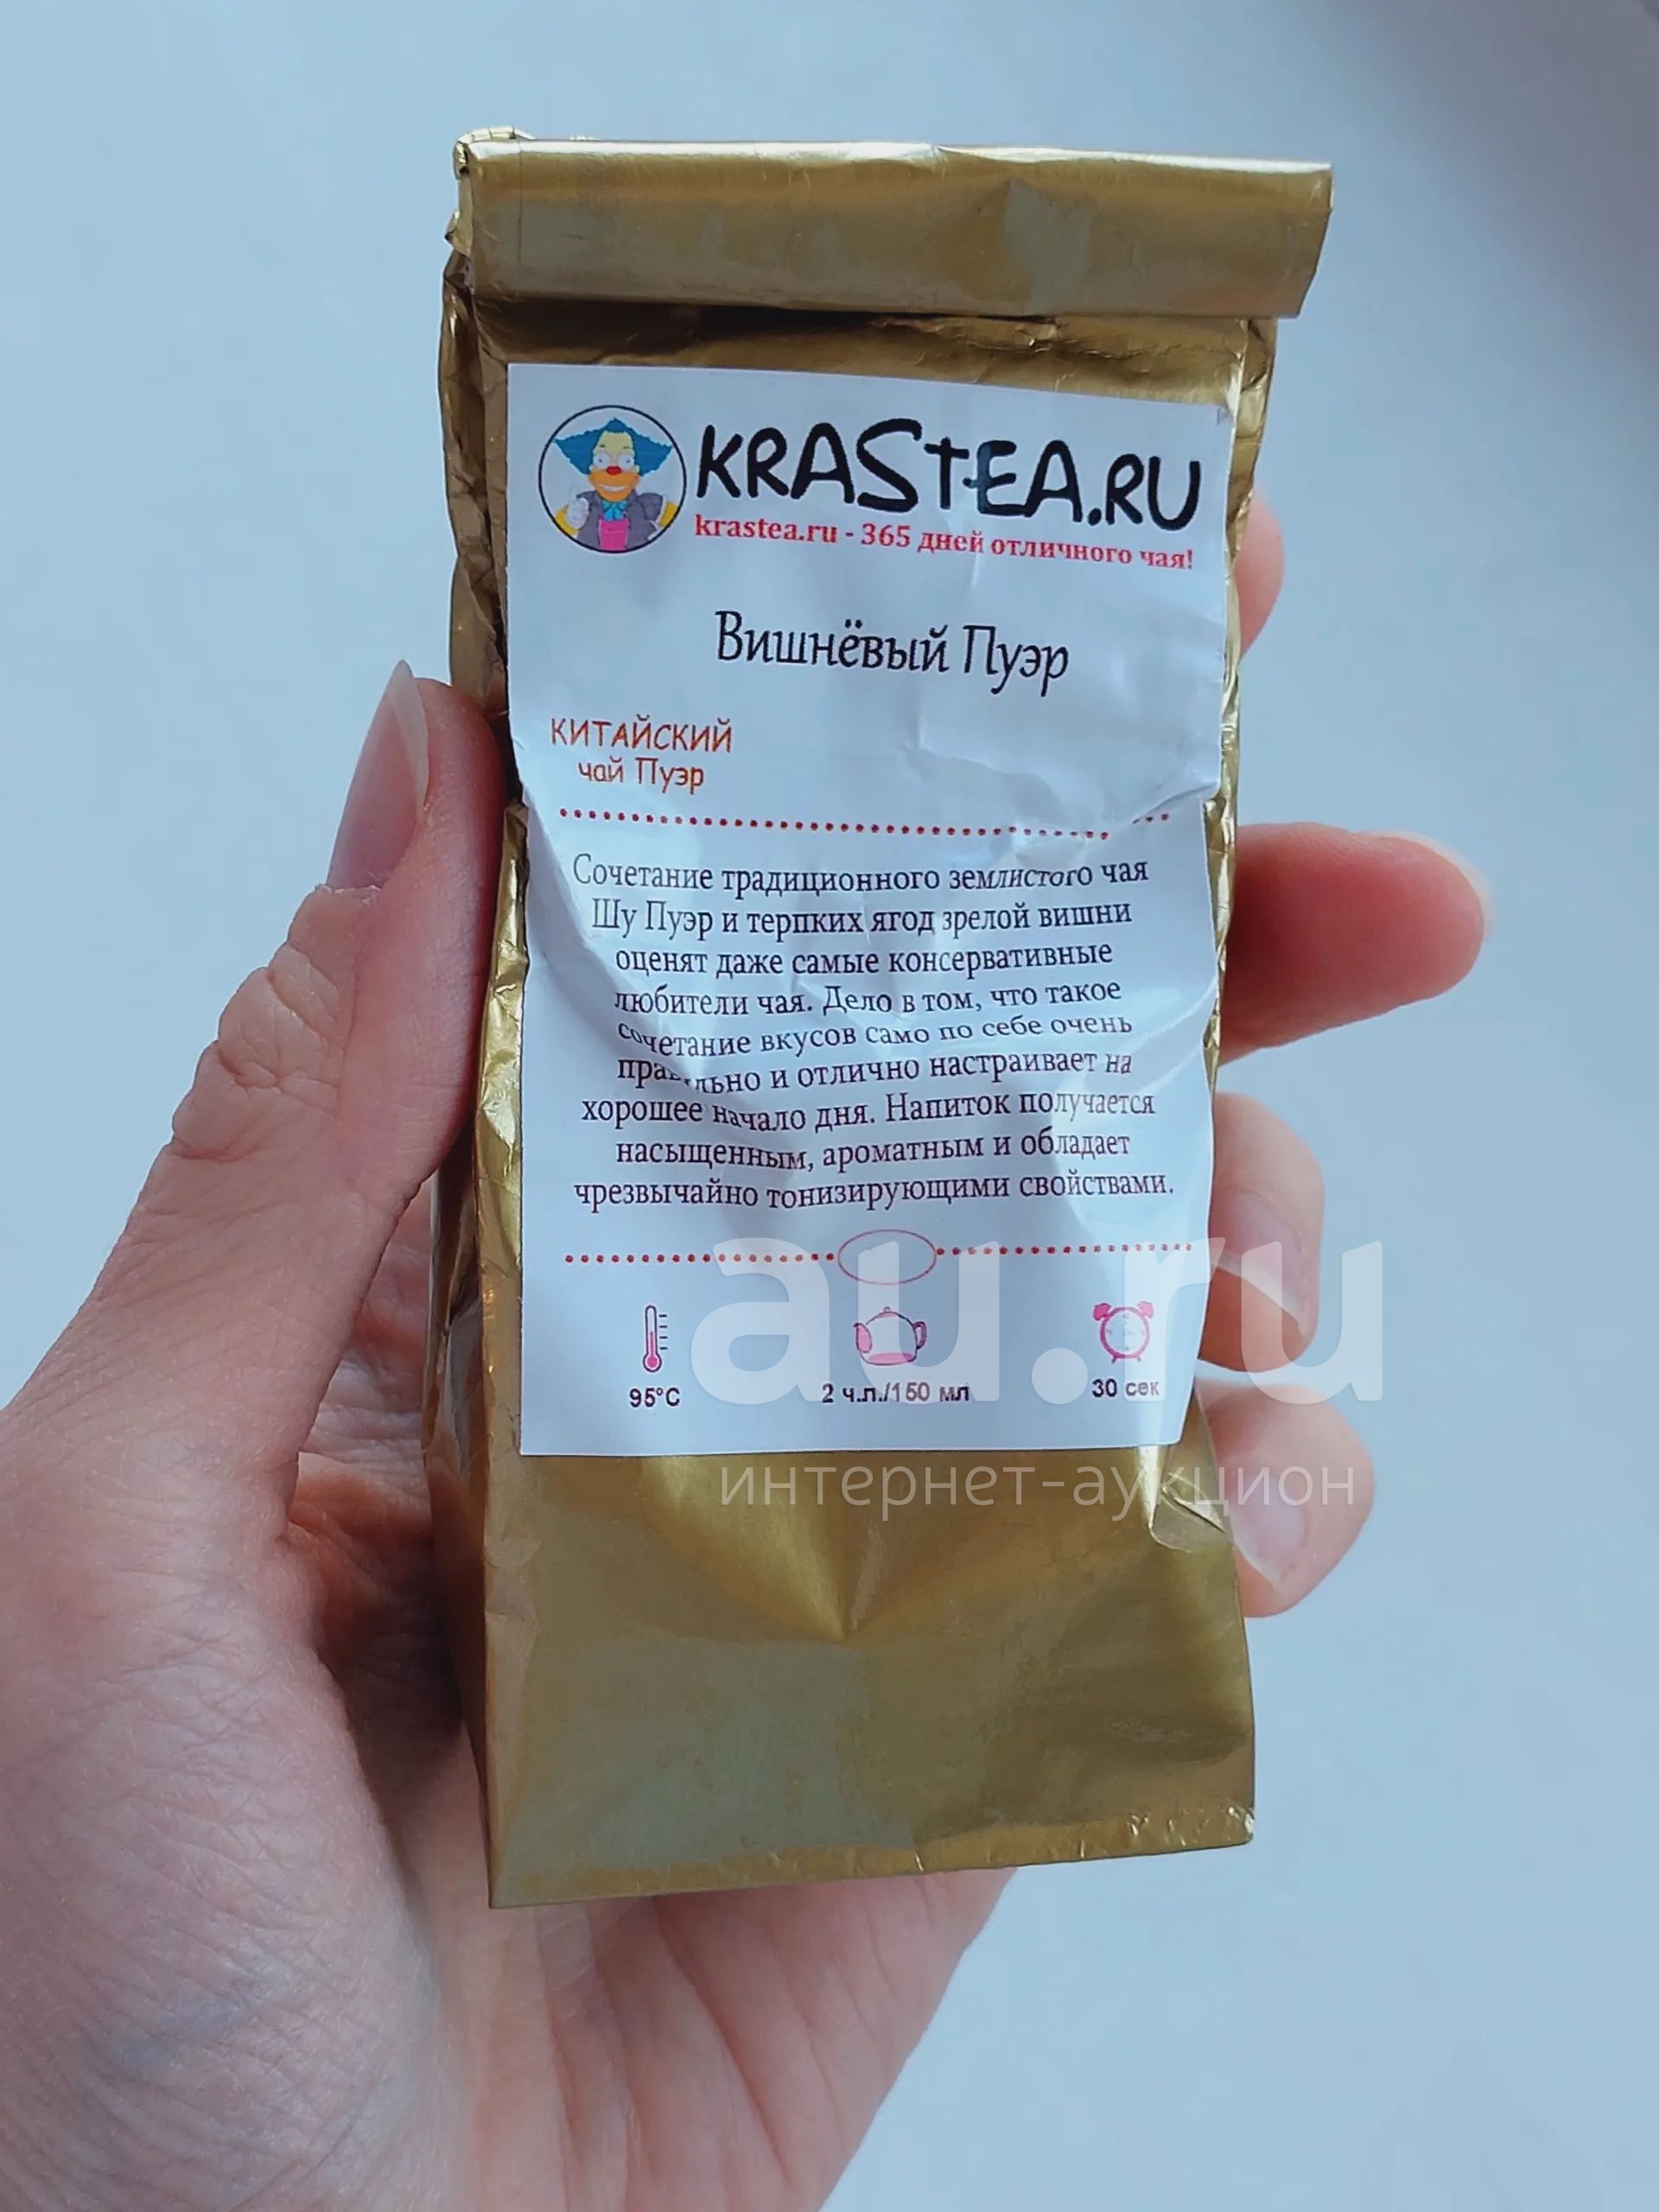 KRASTEA.RU
krastea.ru - 365 дней отличного чая!
Вишнёвый Пуэр
КИТАЙСКИЙ
чай Пуэр
Сочетание традиционного землистого чая
Шу Пуэр и терпких ягод зрелой вишни
оценят даже самые консервативные
любители чая. Дело в том, что такое
сочетание вкусов само по себе очень
правильно и отлично настраивает на
хорошее начало дня. Напиток получается
насыщенным, ароматным и обладает
чрезвычайно тонизирующими свойствами.
95°C 2 ч.л./150 мл 30 сек
au.ru
интернет-аукцион